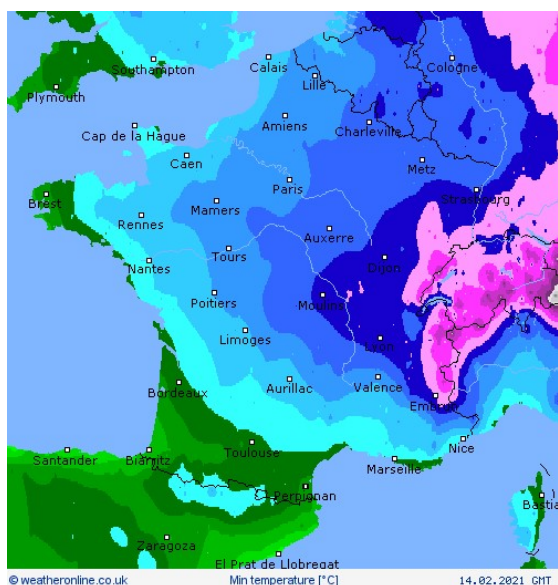 Southampton
Calais
Cologne
Lille
Plymouth
Cap de la Hague
Amiens
Charleville
Caen
Metz
Paris
Strasbourg
Brest
Mamers
Rennes
Auxerre
Tours
Dijon
Nantes
Poitiers
Moulins
Limoges
Lyon
Bordeaux
Aurillac
Valence
Embrun
Santander
Biarritz
Toulouse
Nice
Marseille
Perpignan
Bastia
Zaragoza
El Prat de Llobregat
© weatheronline.co.uk Min temperature [°C] 14.02.2021 GMT